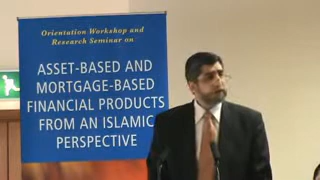 Orientation Workshop and
Research Seminar on
ASSET-BASED AND
MORTGAGE-BASED
FINANCIAL PRODUCTS
FROM AN ISLAMIC
PERSPECTIVE